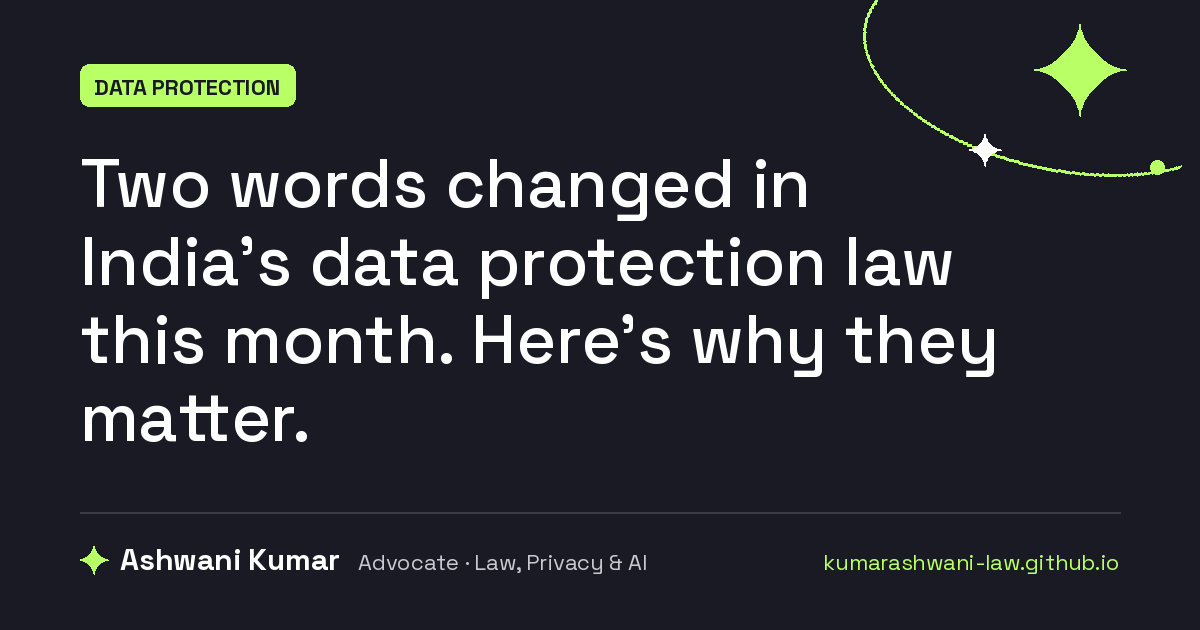 DATA PROTECTION
Two words changed in
India’s data protection law
this month. Here’s why they
matter.
Ashwani Kumar Advocate · Law, Privacy & AI kumarashwani-law.github.io